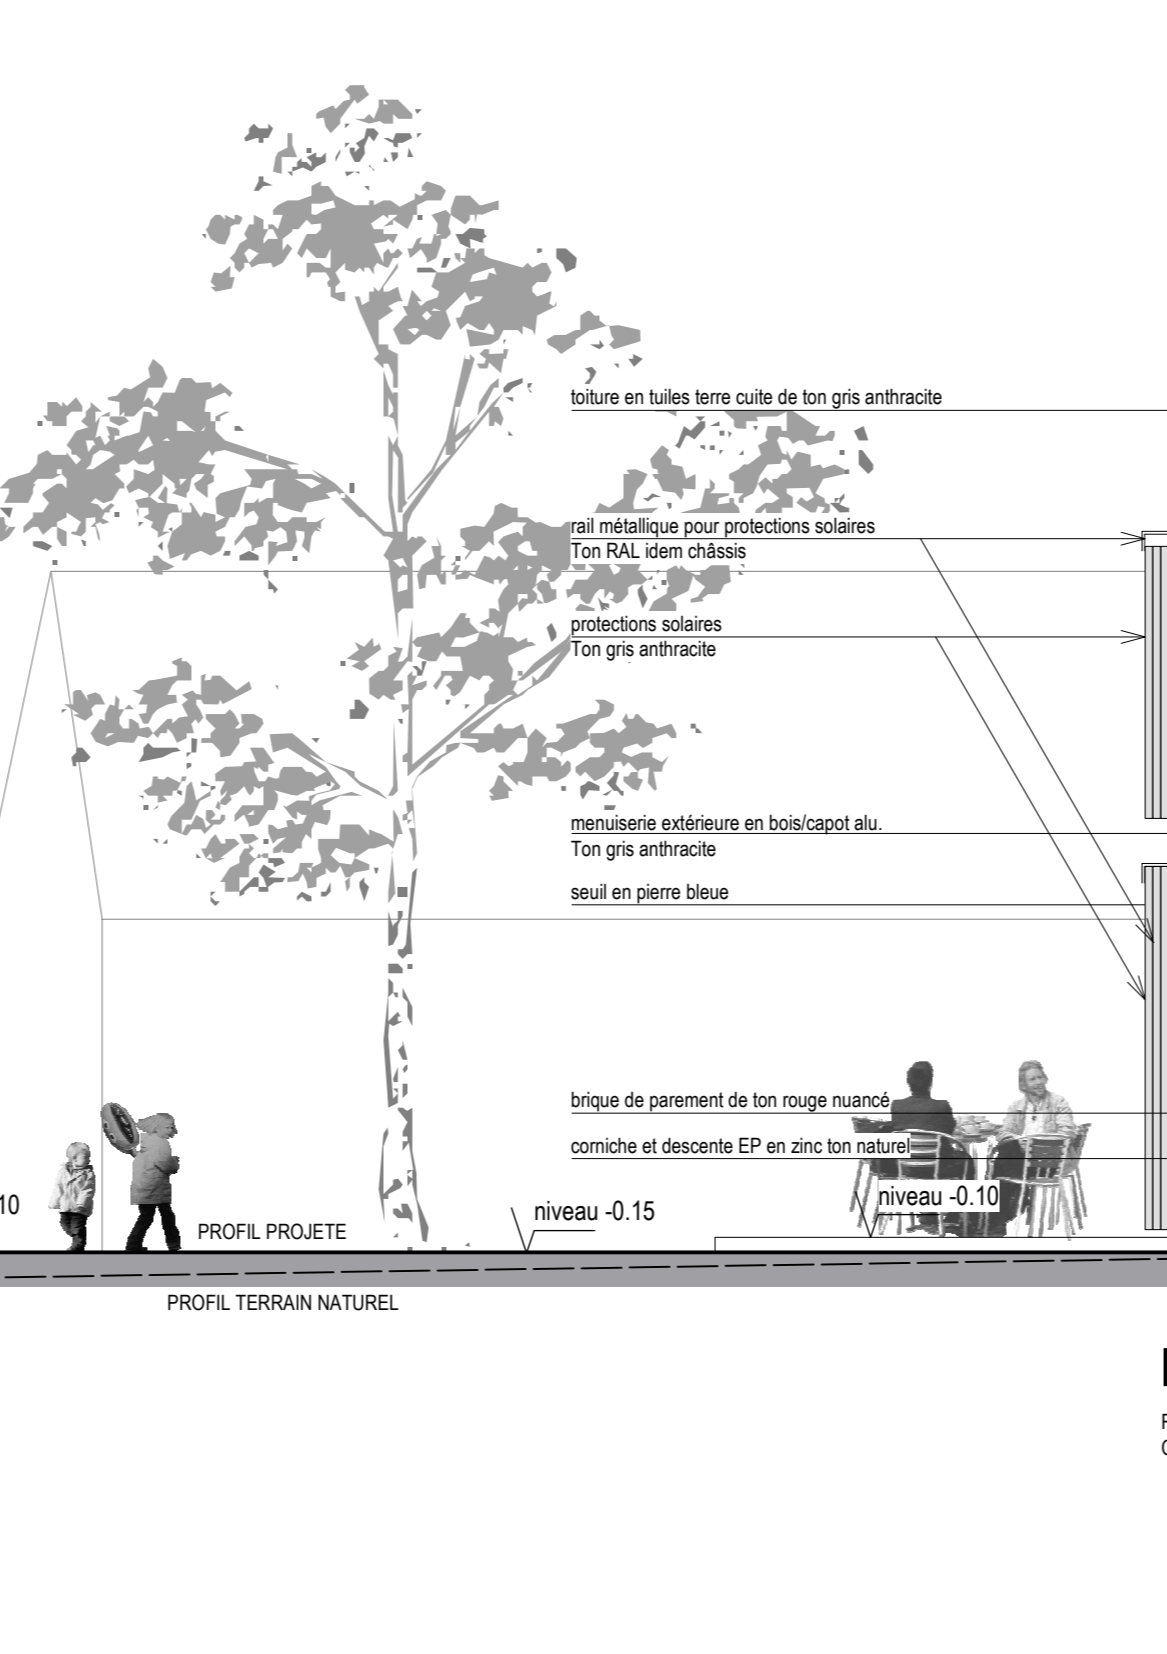 toiture en tuiles terre cuite de ton gris anthracite
rail métallique pour protections solaires
Ton RAL idem châssis
protections solaires
Ton gris anthracite
menuiserie extérieure en bois/capot alu.
Ton gris anthracite
seuil en pierre bleue
brique de parement de ton rouge nuancé
corniche et descente EP en zinc ton naturel
niveau -0.10
niveau -0.15
10
PROFIL PROJETE
PROFIL TERRAIN NATUREL